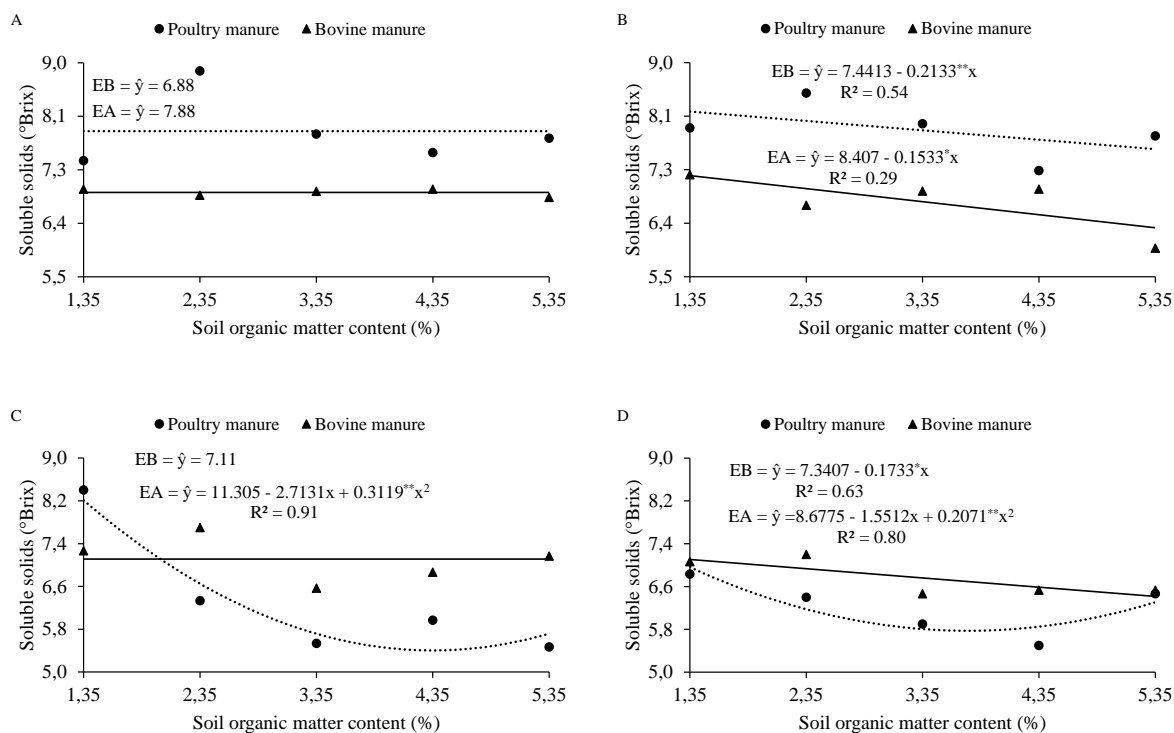 A
Poultry manure Bovine manure
9,0
8,1
7,3
6,4
5,5
Soluble solids (°Brix)
EB = ŷ = 6.88
EA = ŷ = 7.88
1,35 2,35 3,35 4,35 5,35
Soil organic matter content (%)
B
Poultry manure Bovine manure
9,0
8,1
7,3
6,4
5,5
Soluble solids (°Brix)
EB = ŷ = 7.4413 - 0.2133**x
R² = 0.54
EA = ŷ = 8.407 - 0.1533*x
R² = 0.29
1,35 2,35 3,35 4,35 5,35
Soil organic matter content (%)
C
Poultry manure Bovine manure
9,0
8,2
7,4
6,6
5,8
5,0
Soluble solids (°Brix)
EB = ŷ = 7.11
EA = ŷ = 11.305 - 2.7131x + 0.3119**x²
R² = 0.91
1,35 2,35 3,35 4,35 5,35
Soil organic matter content (%)
D
Poultry manure Bovine manure
9,0
8,2
7,4
6,6
5,8
5,0
Soluble solids (°Brix)
EB = ŷ = 7.3407 - 0.1733*x
R² = 0.63
EA = ŷ =8.6775 - 1.5512x + 0.2071**x²
R² = 0.80
1,35 2,35 3,35 4,35 5,35
Soil organic matter content (%)